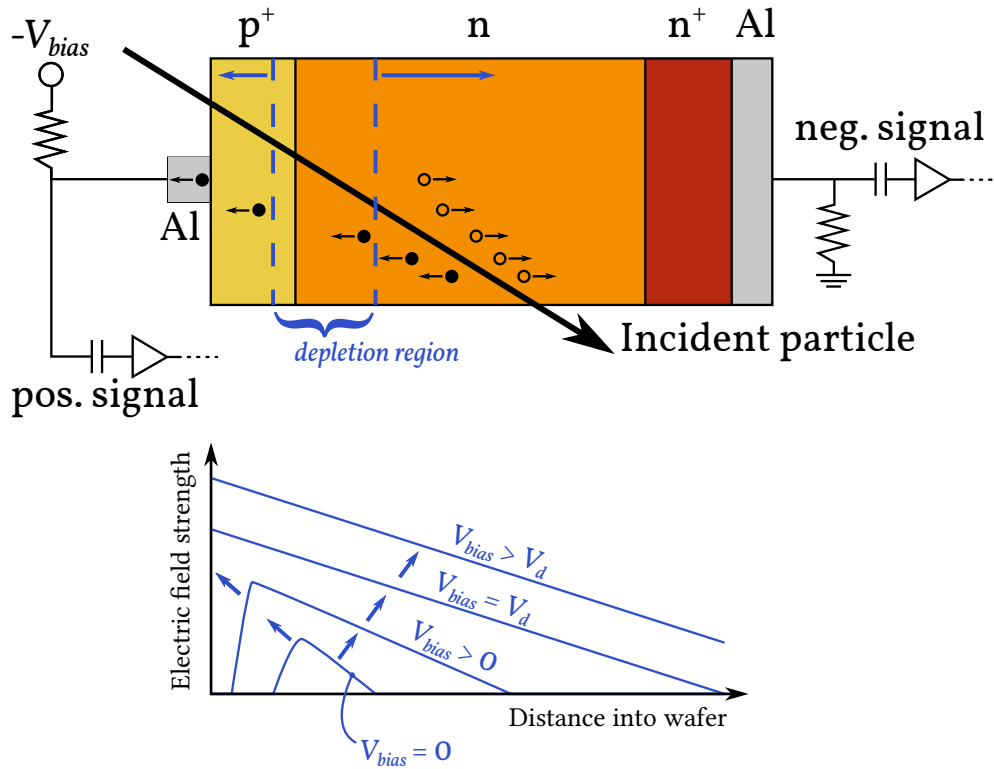 p⁺
n
n⁺
Al
-V_bias
neg. signal
Al
Incident particle
depletion region
pos. signal
Electric field strength
V_bias > V_d
V_bias = V_d
V_bias > 0
Distance into wafer
V_bias = 0